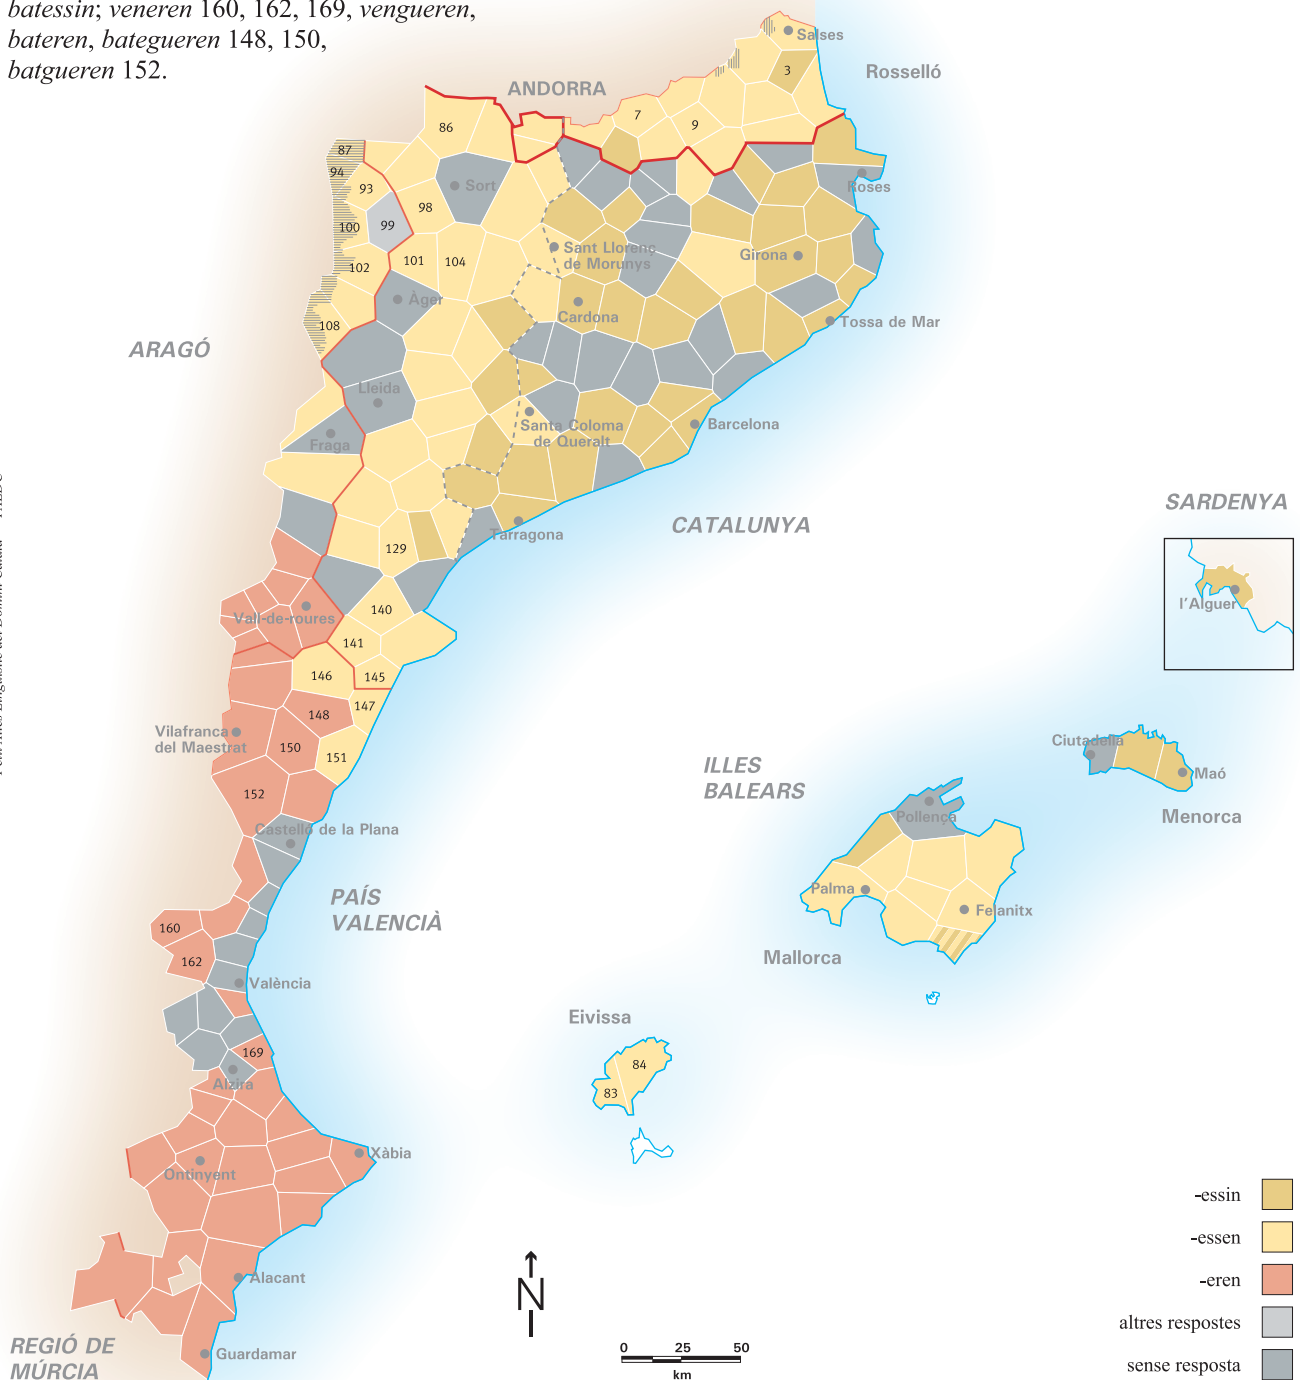 batessin; veneren 160, 162, 169, vengueren,
bateren, bategueren 148, 150,
batgueren 152.
ANDORRA
Salses
3
Rosselló
7
9
86
87
94
93
Sort
Roses
98
99
100
101
104
102
Sant Llorenç
de Morunys
Girona
Àger
Cardona
108
Tossa de Mar
ARAGÓ
Lleida
Santa Coloma
de Queralt
Barcelona
Fraga
CATALUNYA
Tarragona
129
SARDENYA
l'Alguer
Vall-de-roures
140
141
146
145
148
147
Vilafranca
del Maestrat
150
151
152
ILLES
BALEARS
Ciutadella
Maó
Menorca
Castelló de la Plana
Pollença
PAÍS
VALENCIÀ
Palma
Felanitx
Mallorca
160
162
València
Eivissa
169
84
83
Alzira
Xàbia
Ontinyent
Alacant
Guardamar
REGIÓ DE
MÚRCIA
N
0 25 50
km
-essin
-essen
-eren
altres respostes
sense resposta